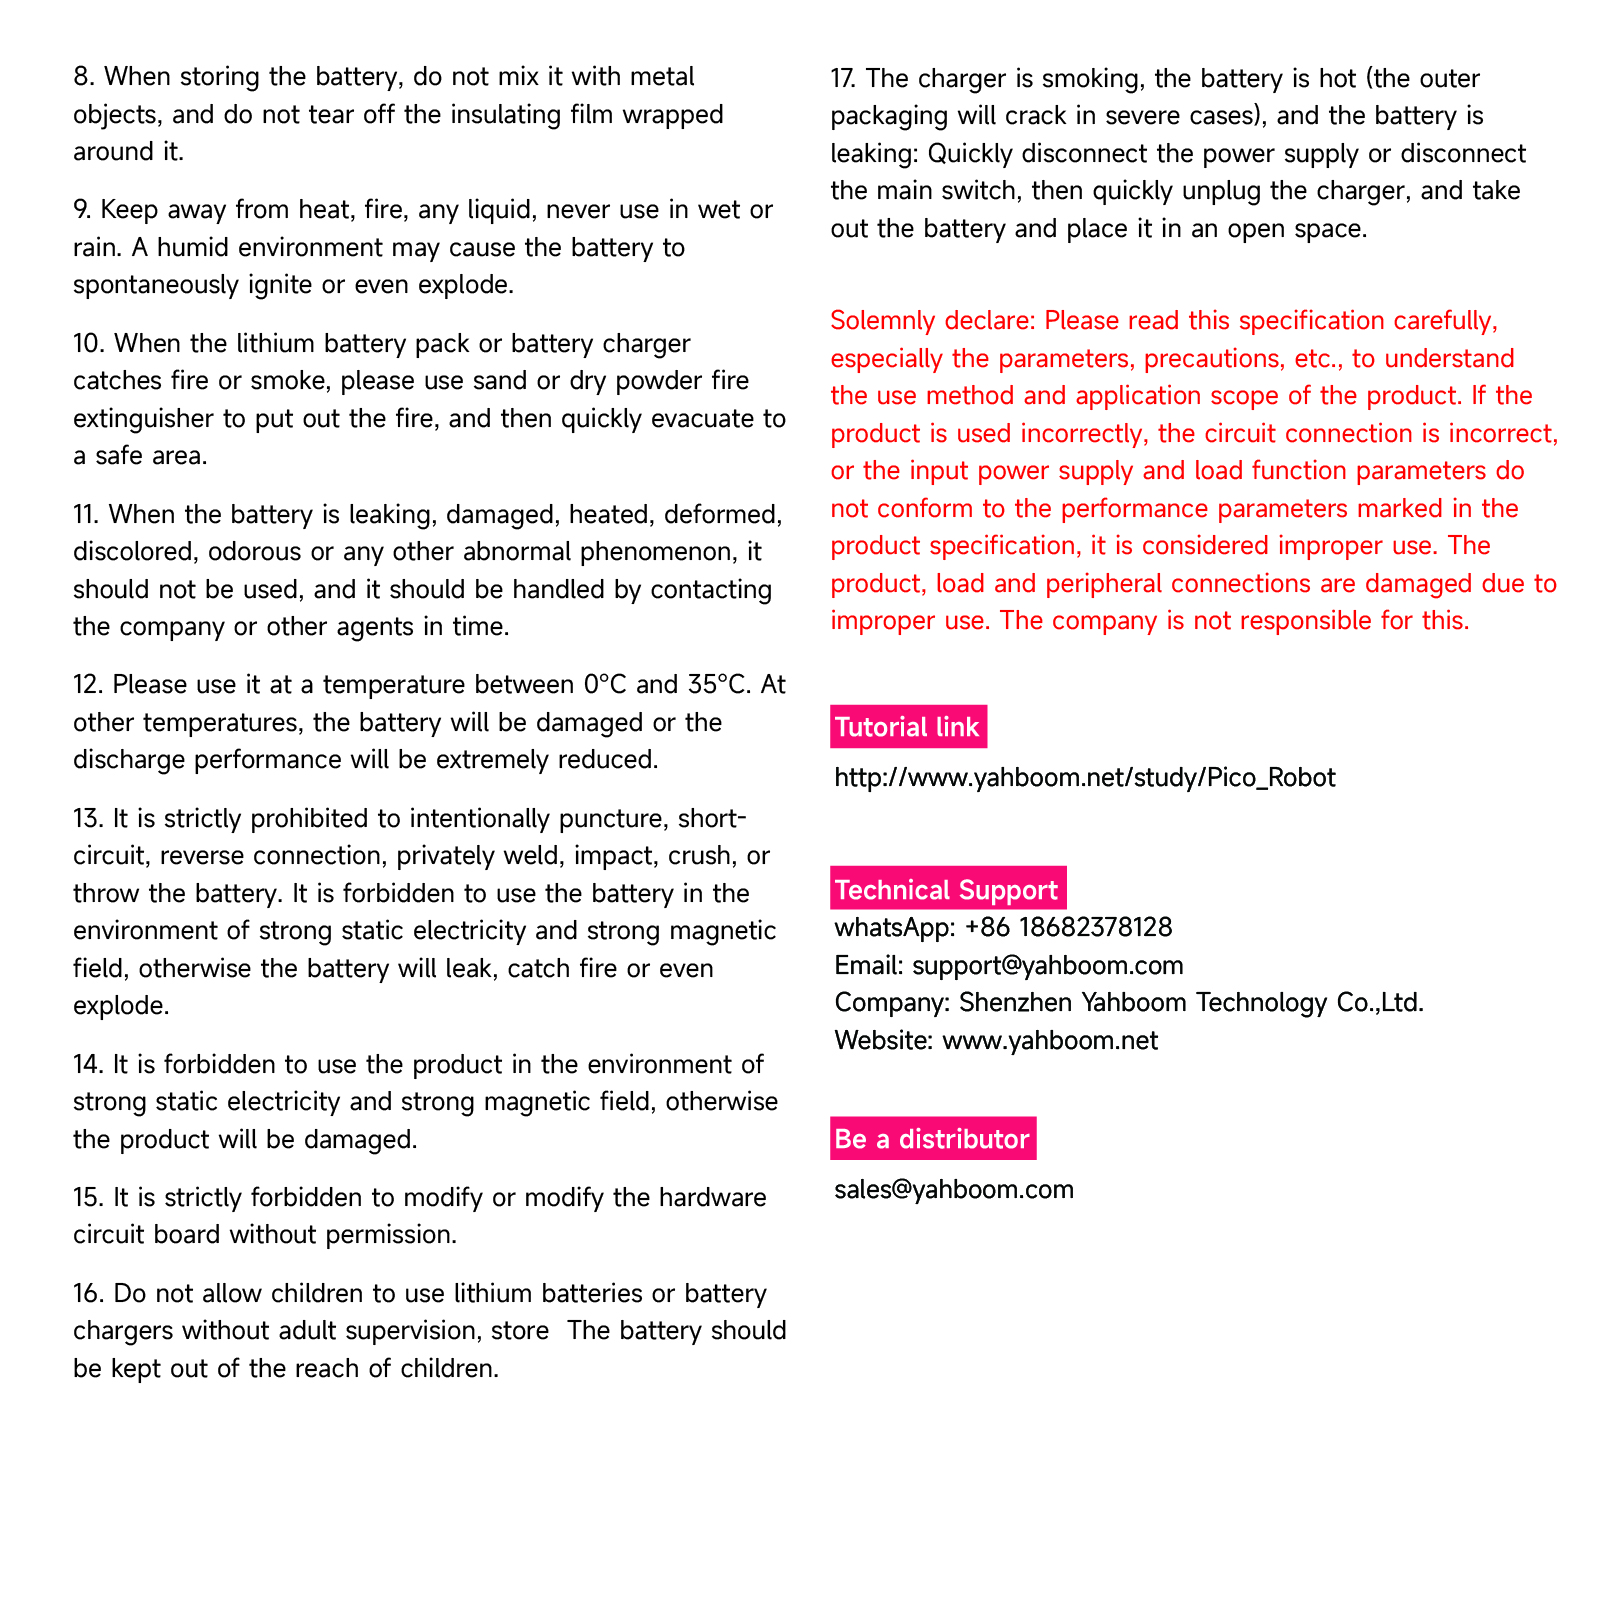 8. When storing the battery, do not mix it with metal
objects, and do not tear off the insulating film wrapped
around it.
9. Keep away from heat, fire, any liquid, never use in wet or
rain. A humid environment may cause the battery to
spontaneously ignite or even explode.
10. When the lithium battery pack or battery charger
catches fire or smoke, please use sand or dry powder fire
extinguisher to put out the fire, and then quickly evacuate to
a safe area.
11. When the battery is leaking, damaged, heated, deformed,
discolored, odorous or any other abnormal phenomenon, it
should not be used, and it should be handled by contacting
the company or other agents in time.
12. Please use it at a temperature between 0°C and 35°C. At
other temperatures, the battery will be damaged or the
discharge performance will be extremely reduced.
13. It is strictly prohibited to intentionally puncture, short-
circuit, reverse connection, privately weld, impact, crush, or
throw the battery. It is forbidden to use the battery in the
environment of strong static electricity and strong magnetic
field, otherwise the battery will leak, catch fire or even
explode.
14. It is forbidden to use the product in the environment of
strong static electricity and strong magnetic field, otherwise
the product will be damaged.
15. It is strictly forbidden to modify or modify the hardware
circuit board without permission.
16. Do not allow children to use lithium batteries or battery
chargers without adult supervision, store  The battery should
be kept out of the reach of children.
17. The charger is smoking, the battery is hot (the outer
packaging will crack in severe cases), and the battery is
leaking: Quickly disconnect the power supply or disconnect
the main switch, then quickly unplug the charger, and take
out the battery and place it in an open space.
Solemnly declare: Please read this specification carefully,
especially the parameters, precautions, etc., to understand
the use method and application scope of the product. If the
product is used incorrectly, the circuit connection is incorrect,
or the input power supply and load function parameters do
not conform to the performance parameters marked in the
product specification, it is considered improper use. The
product, load and peripheral connections are damaged due to
improper use. The company is not responsible for this.
Tutorial link
http://www.yahboom.net/study/Pico_Robot
Technical Support
whatsApp: +86 18682378128
Email: support@yahboom.com
Company: Shenzhen Yahboom Technology Co.,Ltd.
Website: www.yahboom.net
Be a distributor
sales@yahboom.com